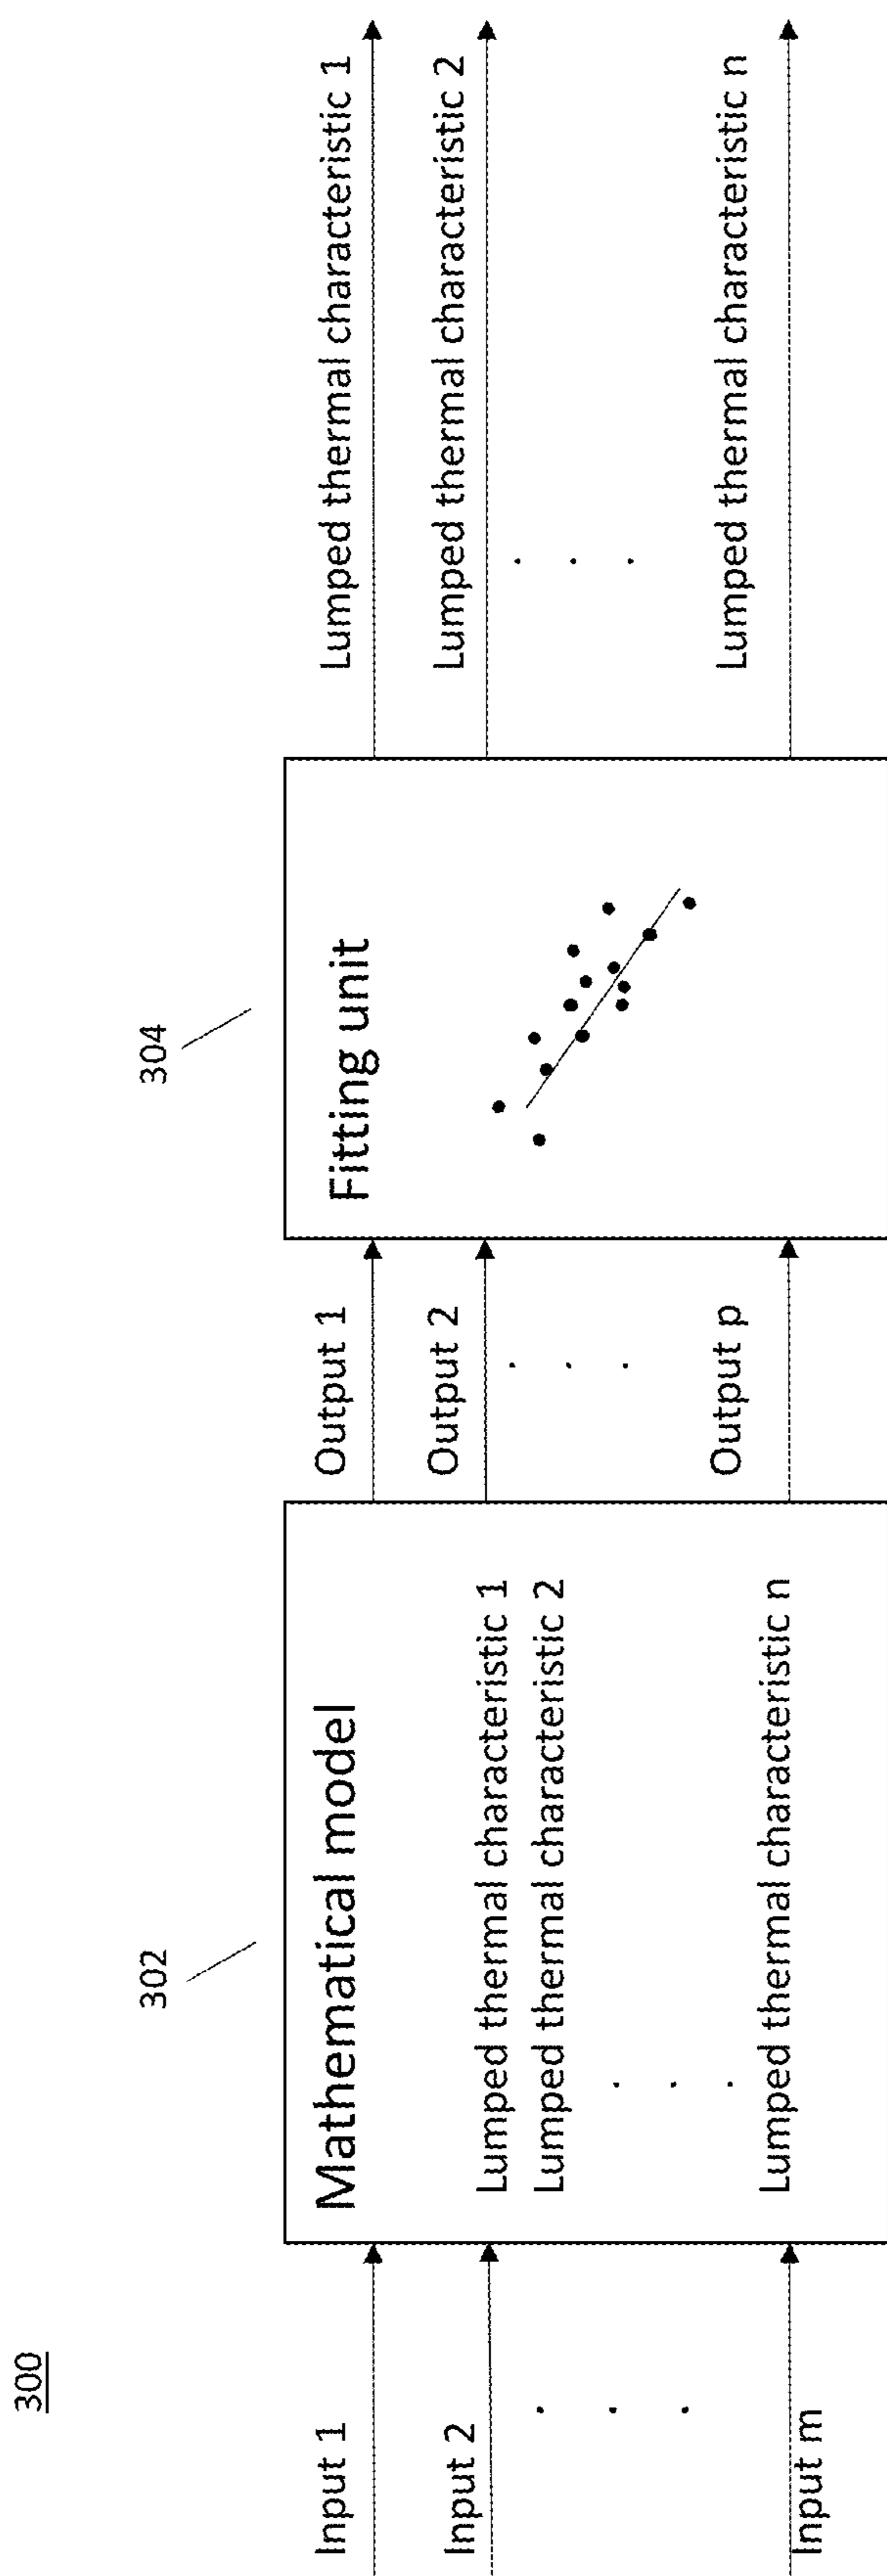 300
302
304
Input 1
Input 2
Input m
Mathematical model
Lumped thermal characteristic 1
Lumped thermal characteristic 2
Lumped thermal characteristic n
Output 1
Output 2
Output p
Fitting unit
Lumped thermal characteristic 1
Lumped thermal characteristic 2
Lumped thermal characteristic n